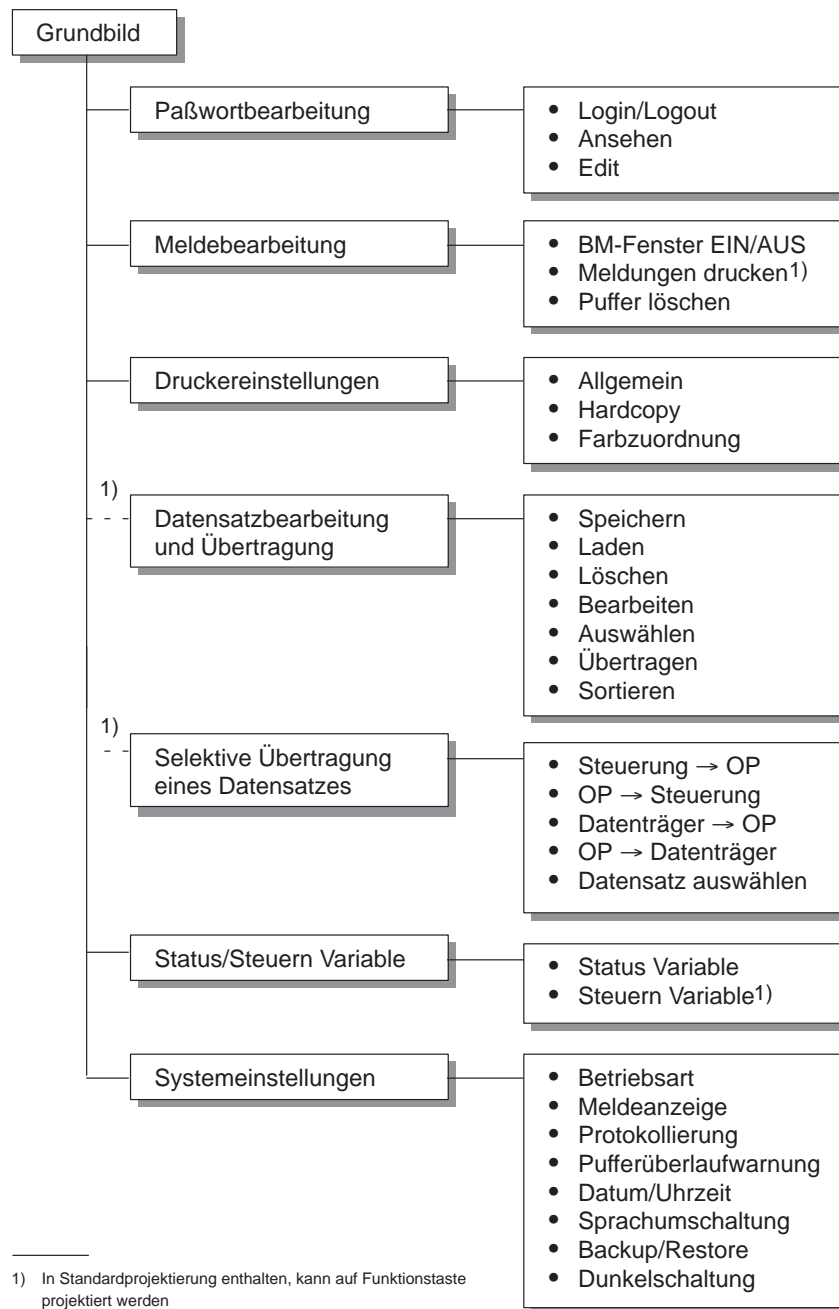 Grundbild
Paßwortbearbeitung
• Login/Logout
• Ansehen
• Edit
Meldebearbeitung
• BM-Fenster EIN/AUS
• Meldungen drucken1)
• Puffer löschen
Druckereinstellungen
• Allgemein
• Hardcopy
• Farbzuordnung
1)
Datensatzbearbeitung
und Übertragung
• Speichern
• Laden
• Löschen
• Bearbeiten
• Auswählen
• Übertragen
• Sortieren
1)
Selektive Übertragung
eines Datensatzes
• Steuerung → OP
• OP → Steuerung
• Datenträger → OP
• OP → Datenträger
• Datensatz auswählen
Status/Steuern Variable
• Status Variable
• Steuern Variable1)
Systemeinstellungen
• Betriebsart
• Meldeanzeige
• Protokollierung
• Pufferüberlaufwarnung
• Datum/Uhrzeit
• Sprachumschaltung
• Backup/Restore
• Dunkelschaltung
1) In Standardprojektierung enthalten, kann auf Funktionstaste
projektiert werden